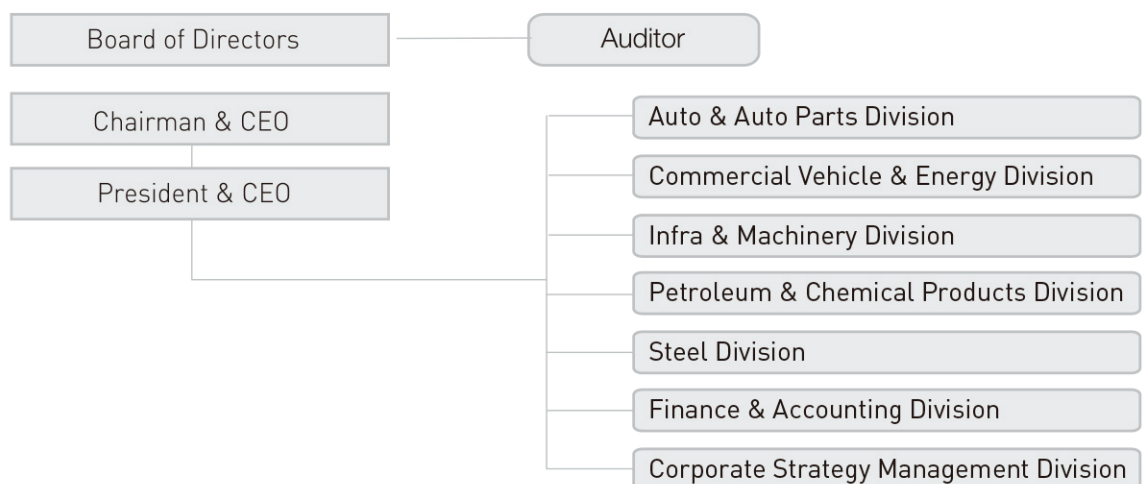 Board of Directors
Auditor
Chairman & CEO
President & CEO
Auto & Auto Parts Division
Commercial Vehicle & Energy Division
Infra & Machinery Division
Petroleum & Chemical Products Division
Steel Division
Finance & Accounting Division
Corporate Strategy Management Division